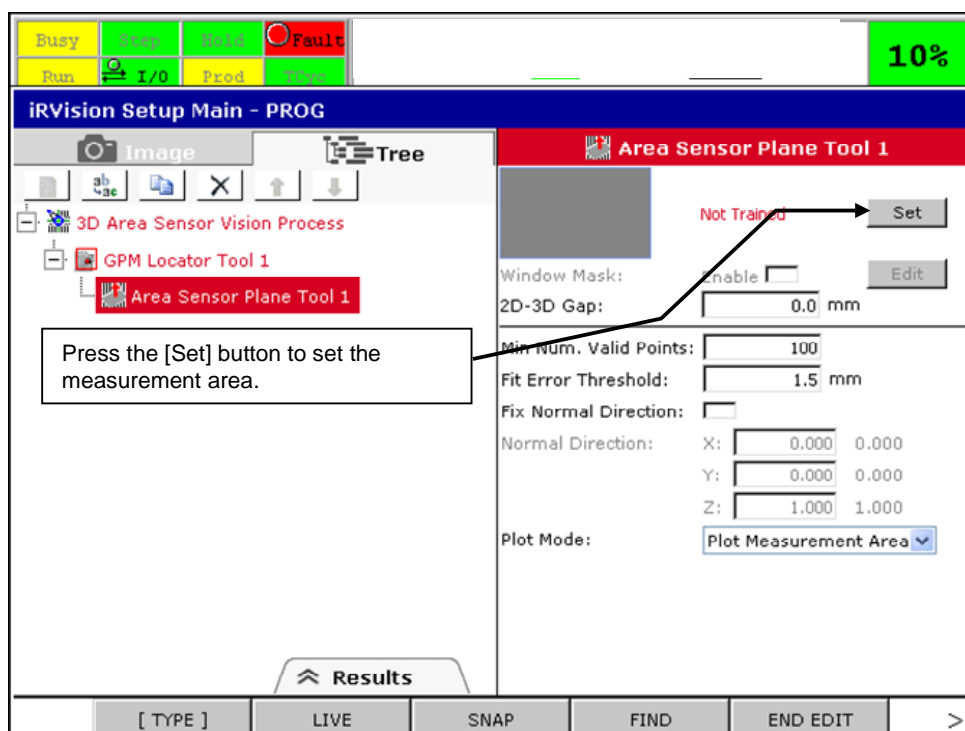 Busy Step Hold Fault
Run I/O Prod TCyc
10%
iRVision Setup Main - PROG
Image Tree
Area Sensor Plane Tool 1
3D Area Sensor Vision Process
GPM Locator Tool 1
Area Sensor Plane Tool 1
Not Trained Set
Window Mask: Enable Edit
2D-3D Gap: 0.0 mm
Press the [Set] button to set the
measurement area.
Min Num. Valid Points: 100
Fit Error Threshold: 1.5 mm
Fix Normal Direction:
Normal Direction: X: 0.000 0.000
Y: 0.000 0.000
Z: 1.000 1.000
Plot Mode: Plot Measurement Area
Results
[ TYPE ] LIVE SNAP FIND END EDIT >